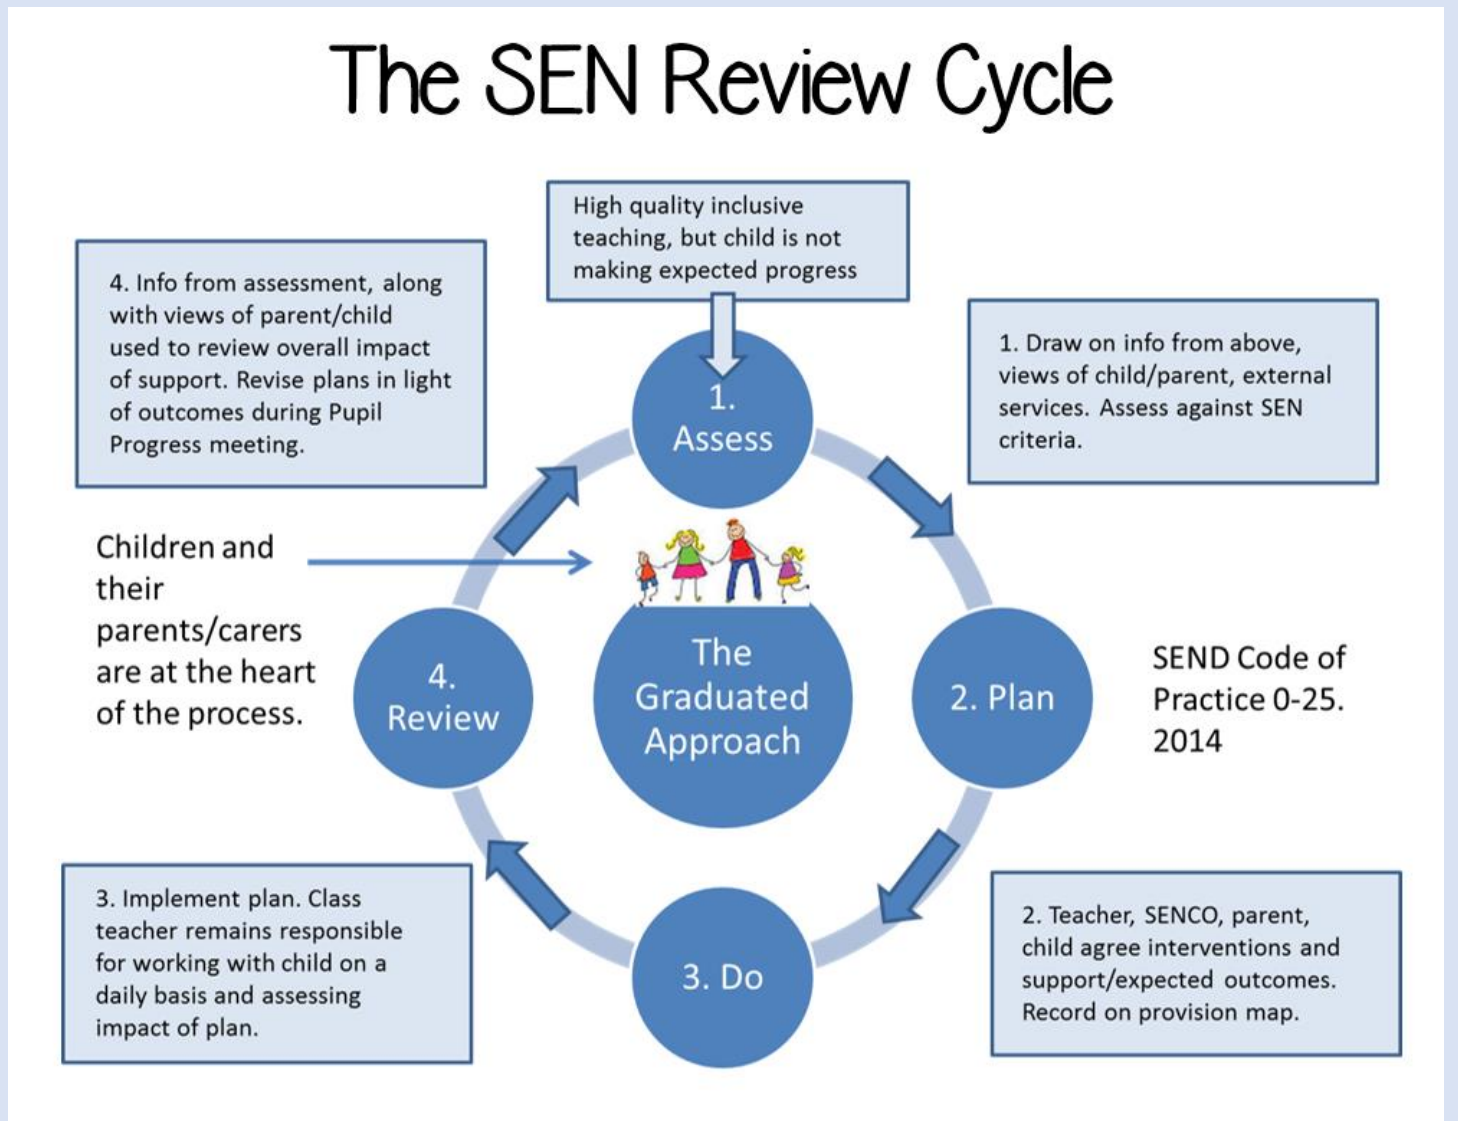 The SEN Review Cycle
High quality inclusive
teaching, but child is not
making expected progress
4. Info from assessment, along
with views of parent/child
used to review overall impact
of support. Revise plans in light
of outcomes during Pupil
Progress meeting.
1. Draw on info from above,
views of child/parent, external
services. Assess against SEN
criteria.
1.
Assess
Children and
their
parents/carers
are at the heart
of the process.
The
Graduated
Approach
4.
Review
2. Plan
SEND Code of
Practice 0-25.
2014
3. Implement plan. Class
teacher remains responsible
for working with child on a
daily basis and assessing
impact of plan.
3. Do
2. Teacher, SENCO, parent,
child agree interventions and
support/expected outcomes.
Record on provision map.